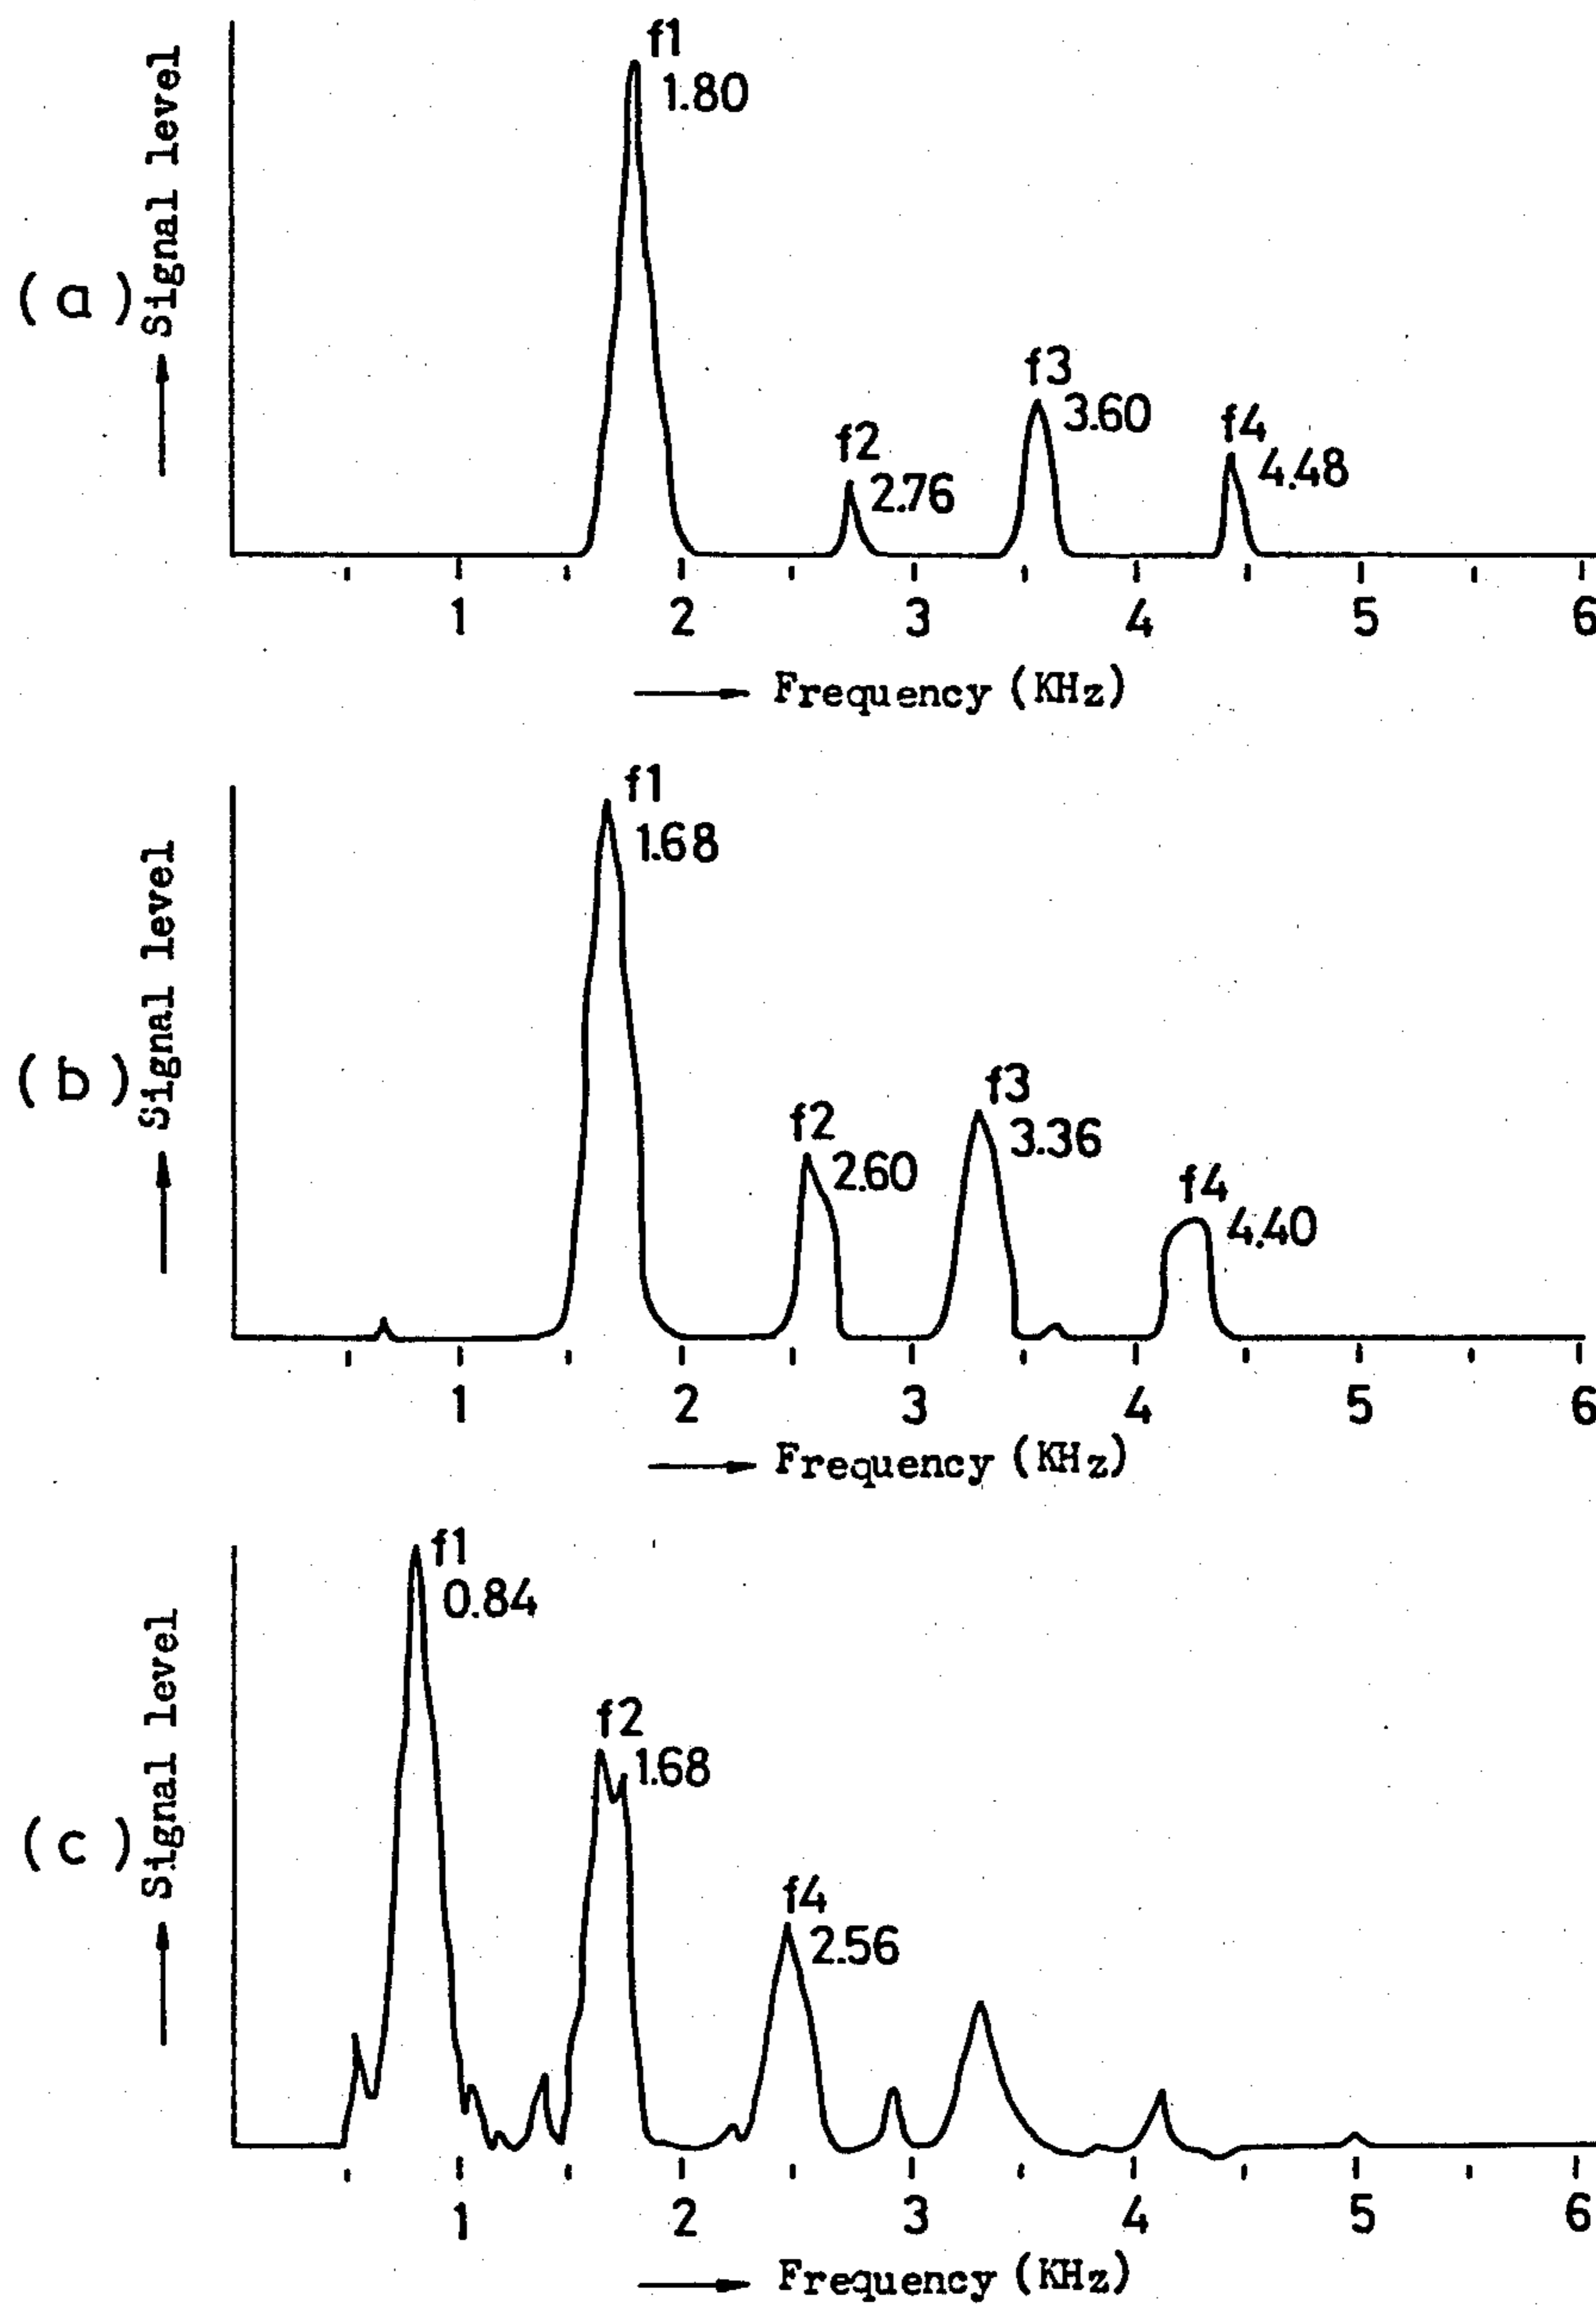 (a)
Signal level
f1
1.80
f2
2.76
f3
3.60
f4
4.48
1 2 3 4 5 6
Frequency (KHz)
(b)
Signal level
f1
1.68
f2
2.60
f3
3.36
f4
4.40
1 2 3 4 5 6
Frequency (KHz)
(c)
Signal level
f1
0.84
f2
1.68
f4
2.56
1 2 3 4 5 6
Frequency (KHz)